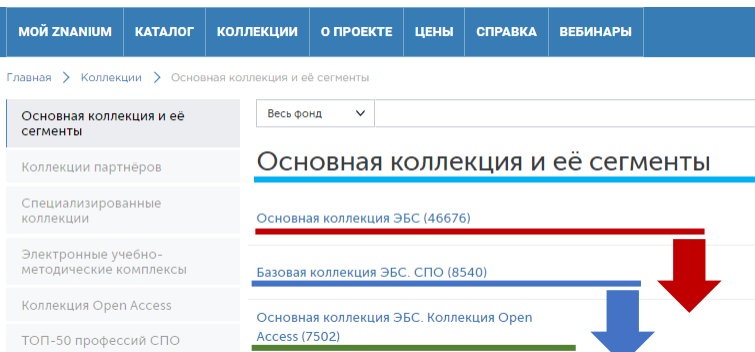 МОЙ ZNANIUM КАТАЛОГ КОЛЛЕКЦИИ О ПРОЕКТЕ ЦЕНЫ СПРАВКА ВЕБИНАРЫ
Главная > Коллекции > Основная коллекция и её сегменты
Основная коллекция и её
сегменты
Коллекции партнёров
Специализированные
коллекции
Электронные учебно-
методические комплексы
Коллекция Open Access
ТОП-50 профессий СПО
Весь фонд
Основная коллекция и её сегменты
Основная коллекция ЭБС (46676)
Базовая коллекция ЭБС. СПО (8540)
Основная коллекция ЭБС. Коллекция Open
Access (7502)